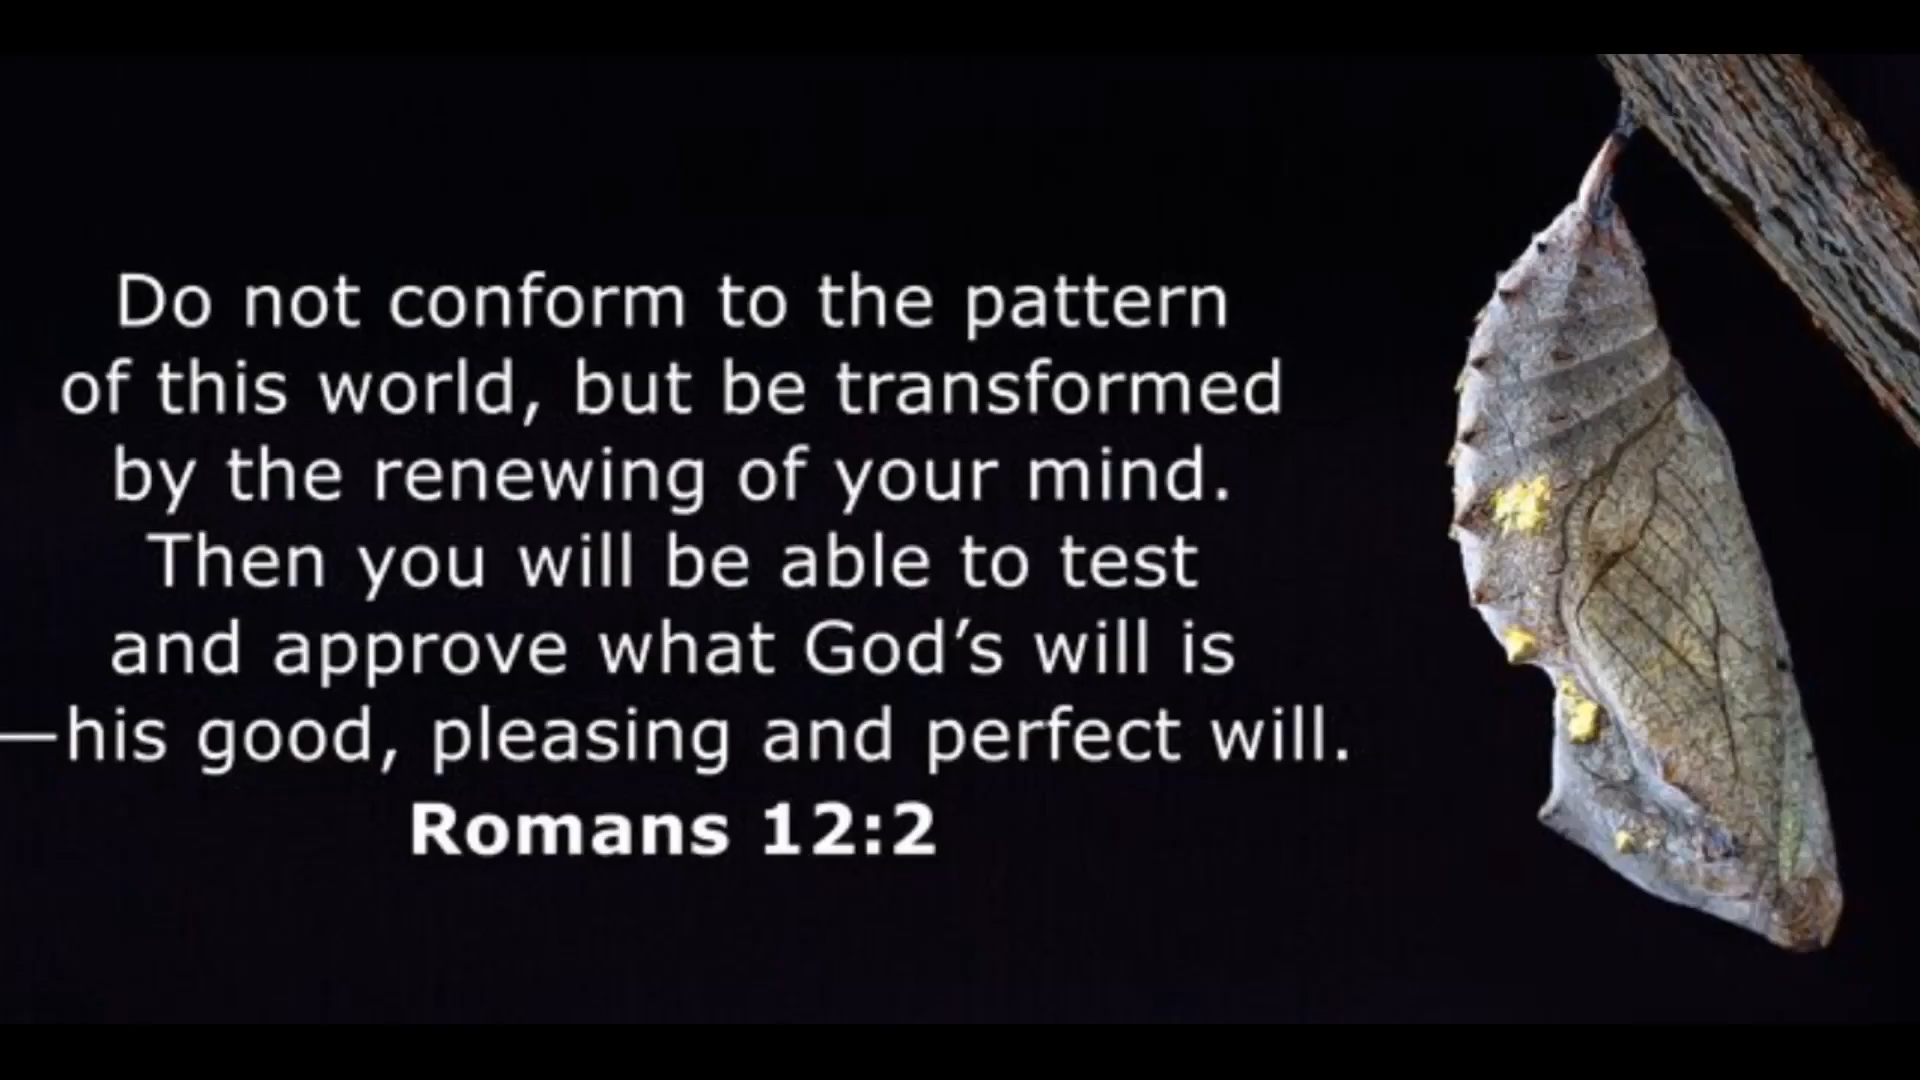 Do not conform to the pattern
of this world, but be transformed
by the renewing of your mind.
Then you will be able to test
and approve what God’s will is
—his good, pleasing and perfect will.
Romans 12:2